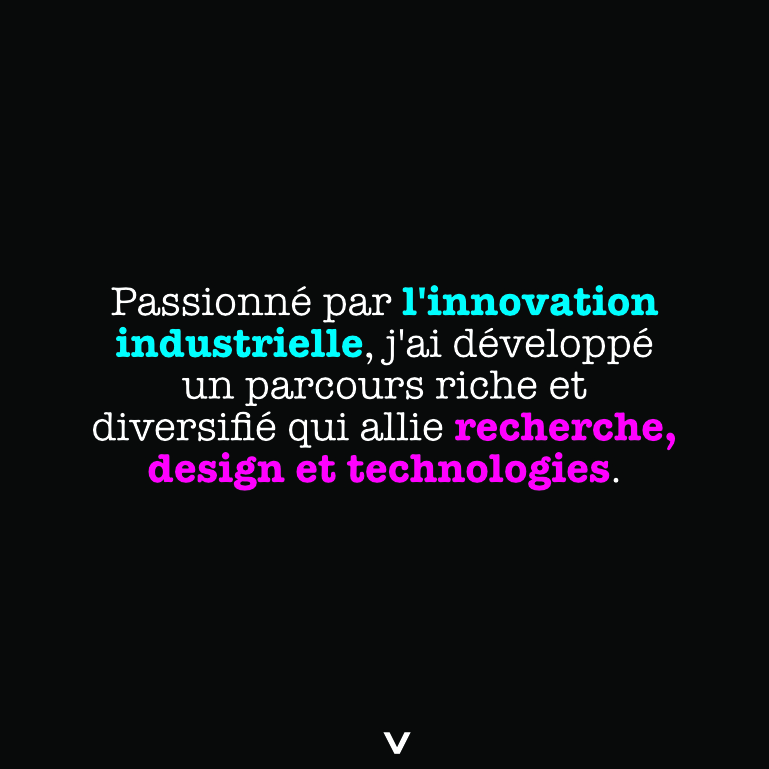 Passionné par l'innovation
industrielle, j'ai développé
un parcours riche et
diversifié qui allie recherche,
design et technologies.
V